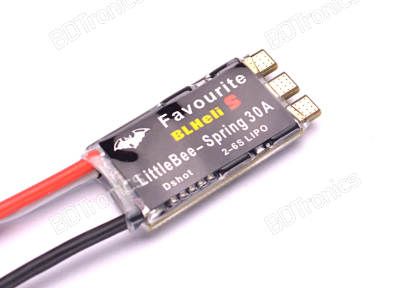 Favourite
BLHeli S
LittleBee-Spring 30A
2-6S LiPO
Dshot
BDTronics
BDTronics
BDTronics
BDTronics
BDTronics